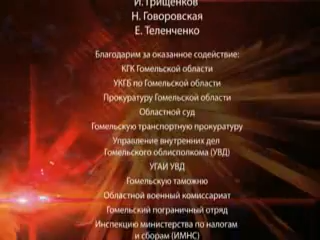 И. Грищенков
Н. Говоровская
Е. Теленченко
Благодарим за оказанное содействие:
КГК Гомельской области
УКГБ по Гомельской области
Прокуратуру Гомельской области
Областной суд
Гомельскую транспортную прокуратуру
Управление внутренних дел
Гомельского облисполкома (УВД)
УГАИ УВД
Гомельскую таможню
Областной военный комиссариат
Гомельский пограничный отряд
Инспекцию министерства по налогам
и сборам (ИМНС)